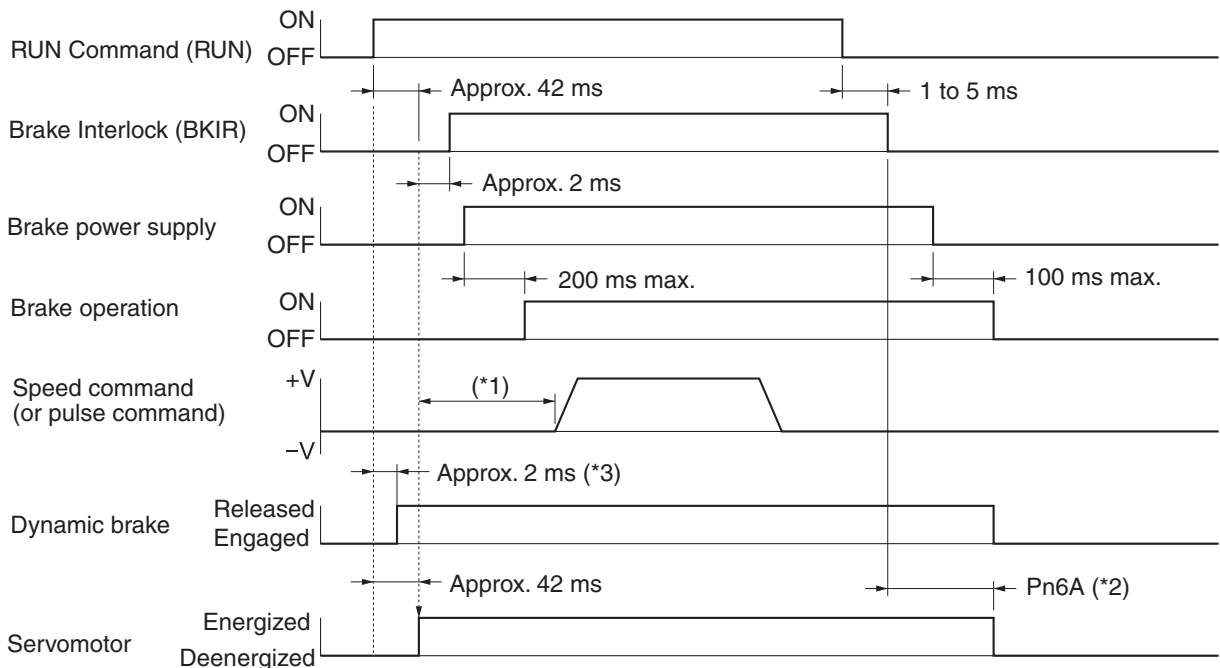 ON
RUN Command (RUN)
OFF
Approx. 42 ms
1 to 5 ms
ON
Brake Interlock (BKIR)
OFF
Approx. 2 ms
ON
Brake power supply
OFF
200 ms max.
100 ms max.
ON
Brake operation
OFF
+V
Speed command
(or pulse command)
(*1)
−V
Approx. 2 ms (*3)
Released
Dynamic brake
Engaged
Approx. 42 ms
Pn6A (*2)
Energized
Servomotor
Deenergized